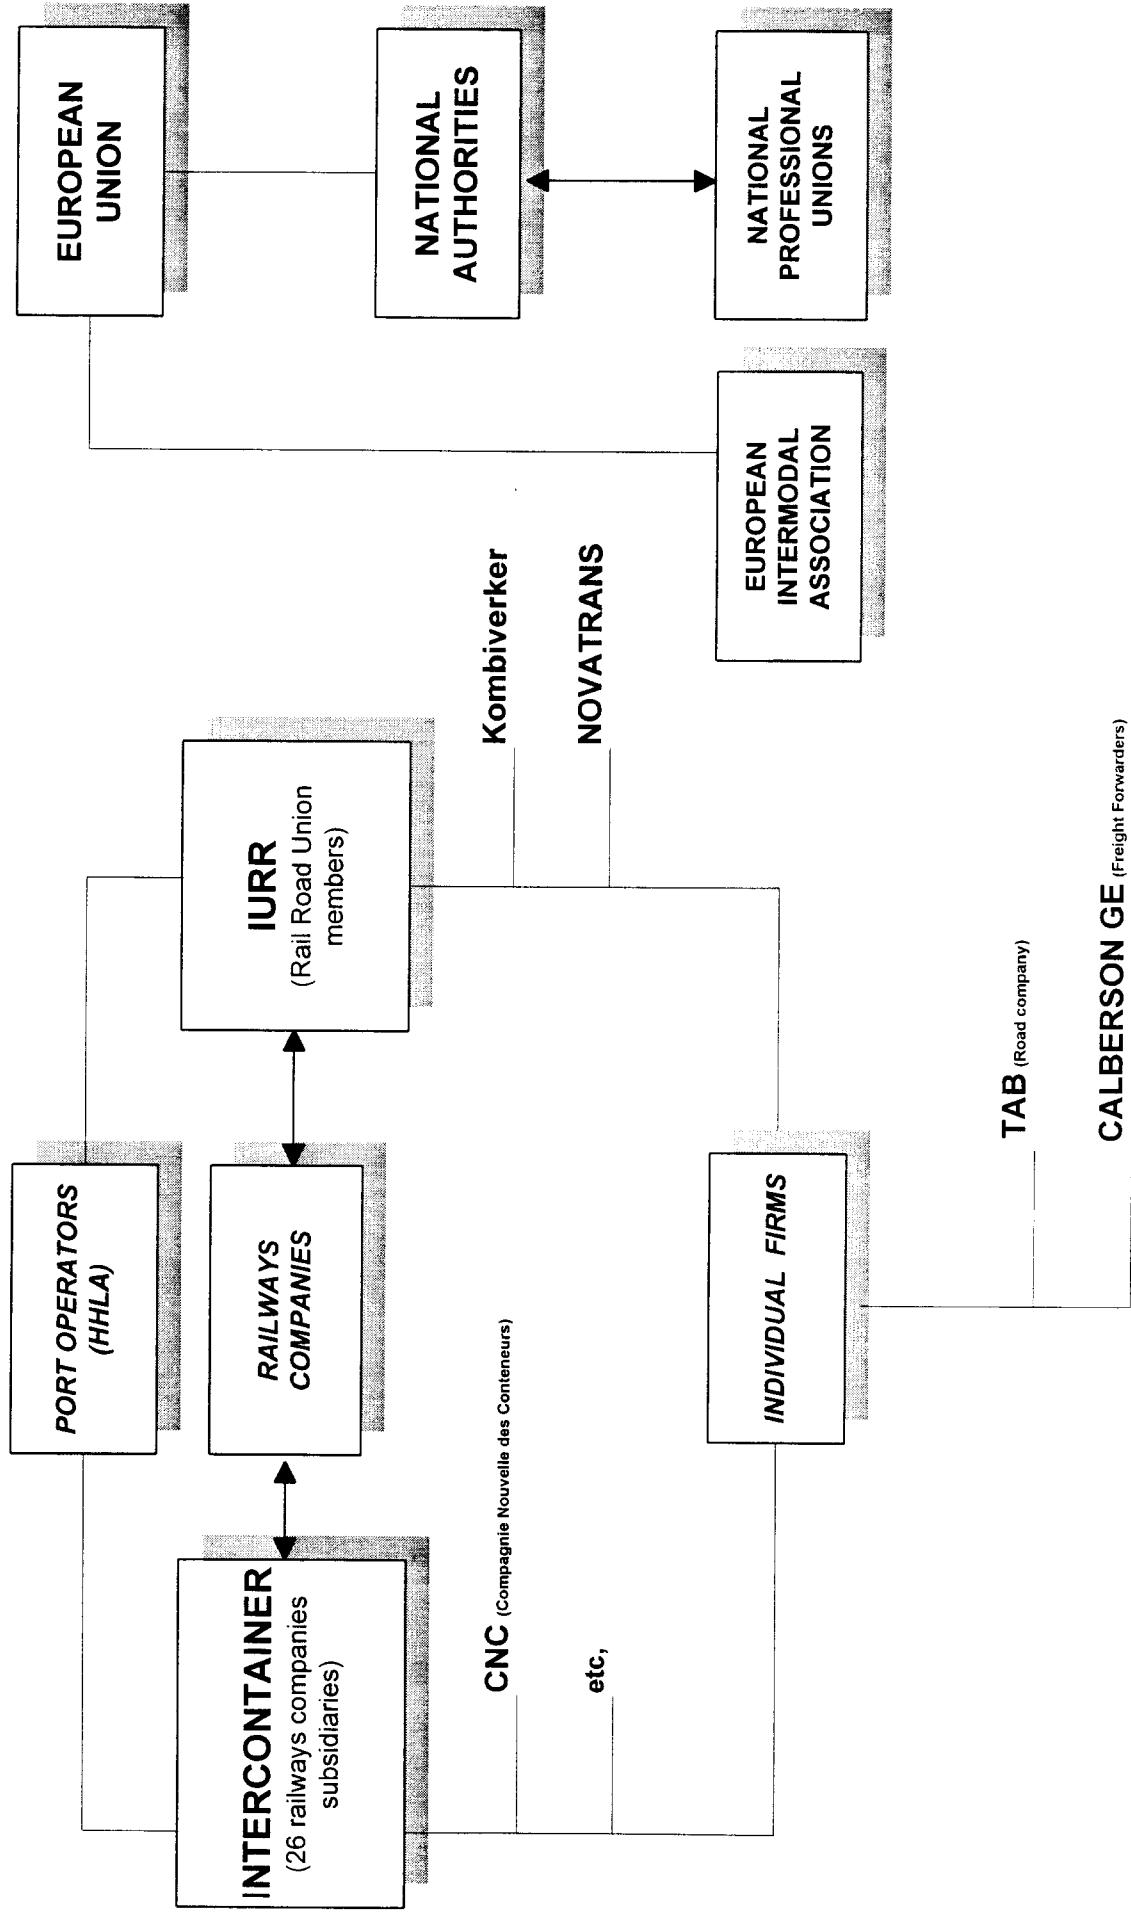 PORT OPERATORS
(HHLA)
EUROPEAN
UNION
INTERCONTAINER
(26 railways companies
subsidiaries)
RAILWAYS
COMPANIES
IURR
(Rail Road Union
members)
NATIONAL
AUTHORITIES
CNC (Compagnie Nouvelle des Conteneurs)
Kombiverker
etc,
NOVATRANS
INDIVIDUAL FIRMS
EUROPEAN
INTERMODAL
ASSOCIATION
NATIONAL
PROFESSIONAL
UNIONS
TAB (Road company)
CALBERSON GE (Freight Forwarders)